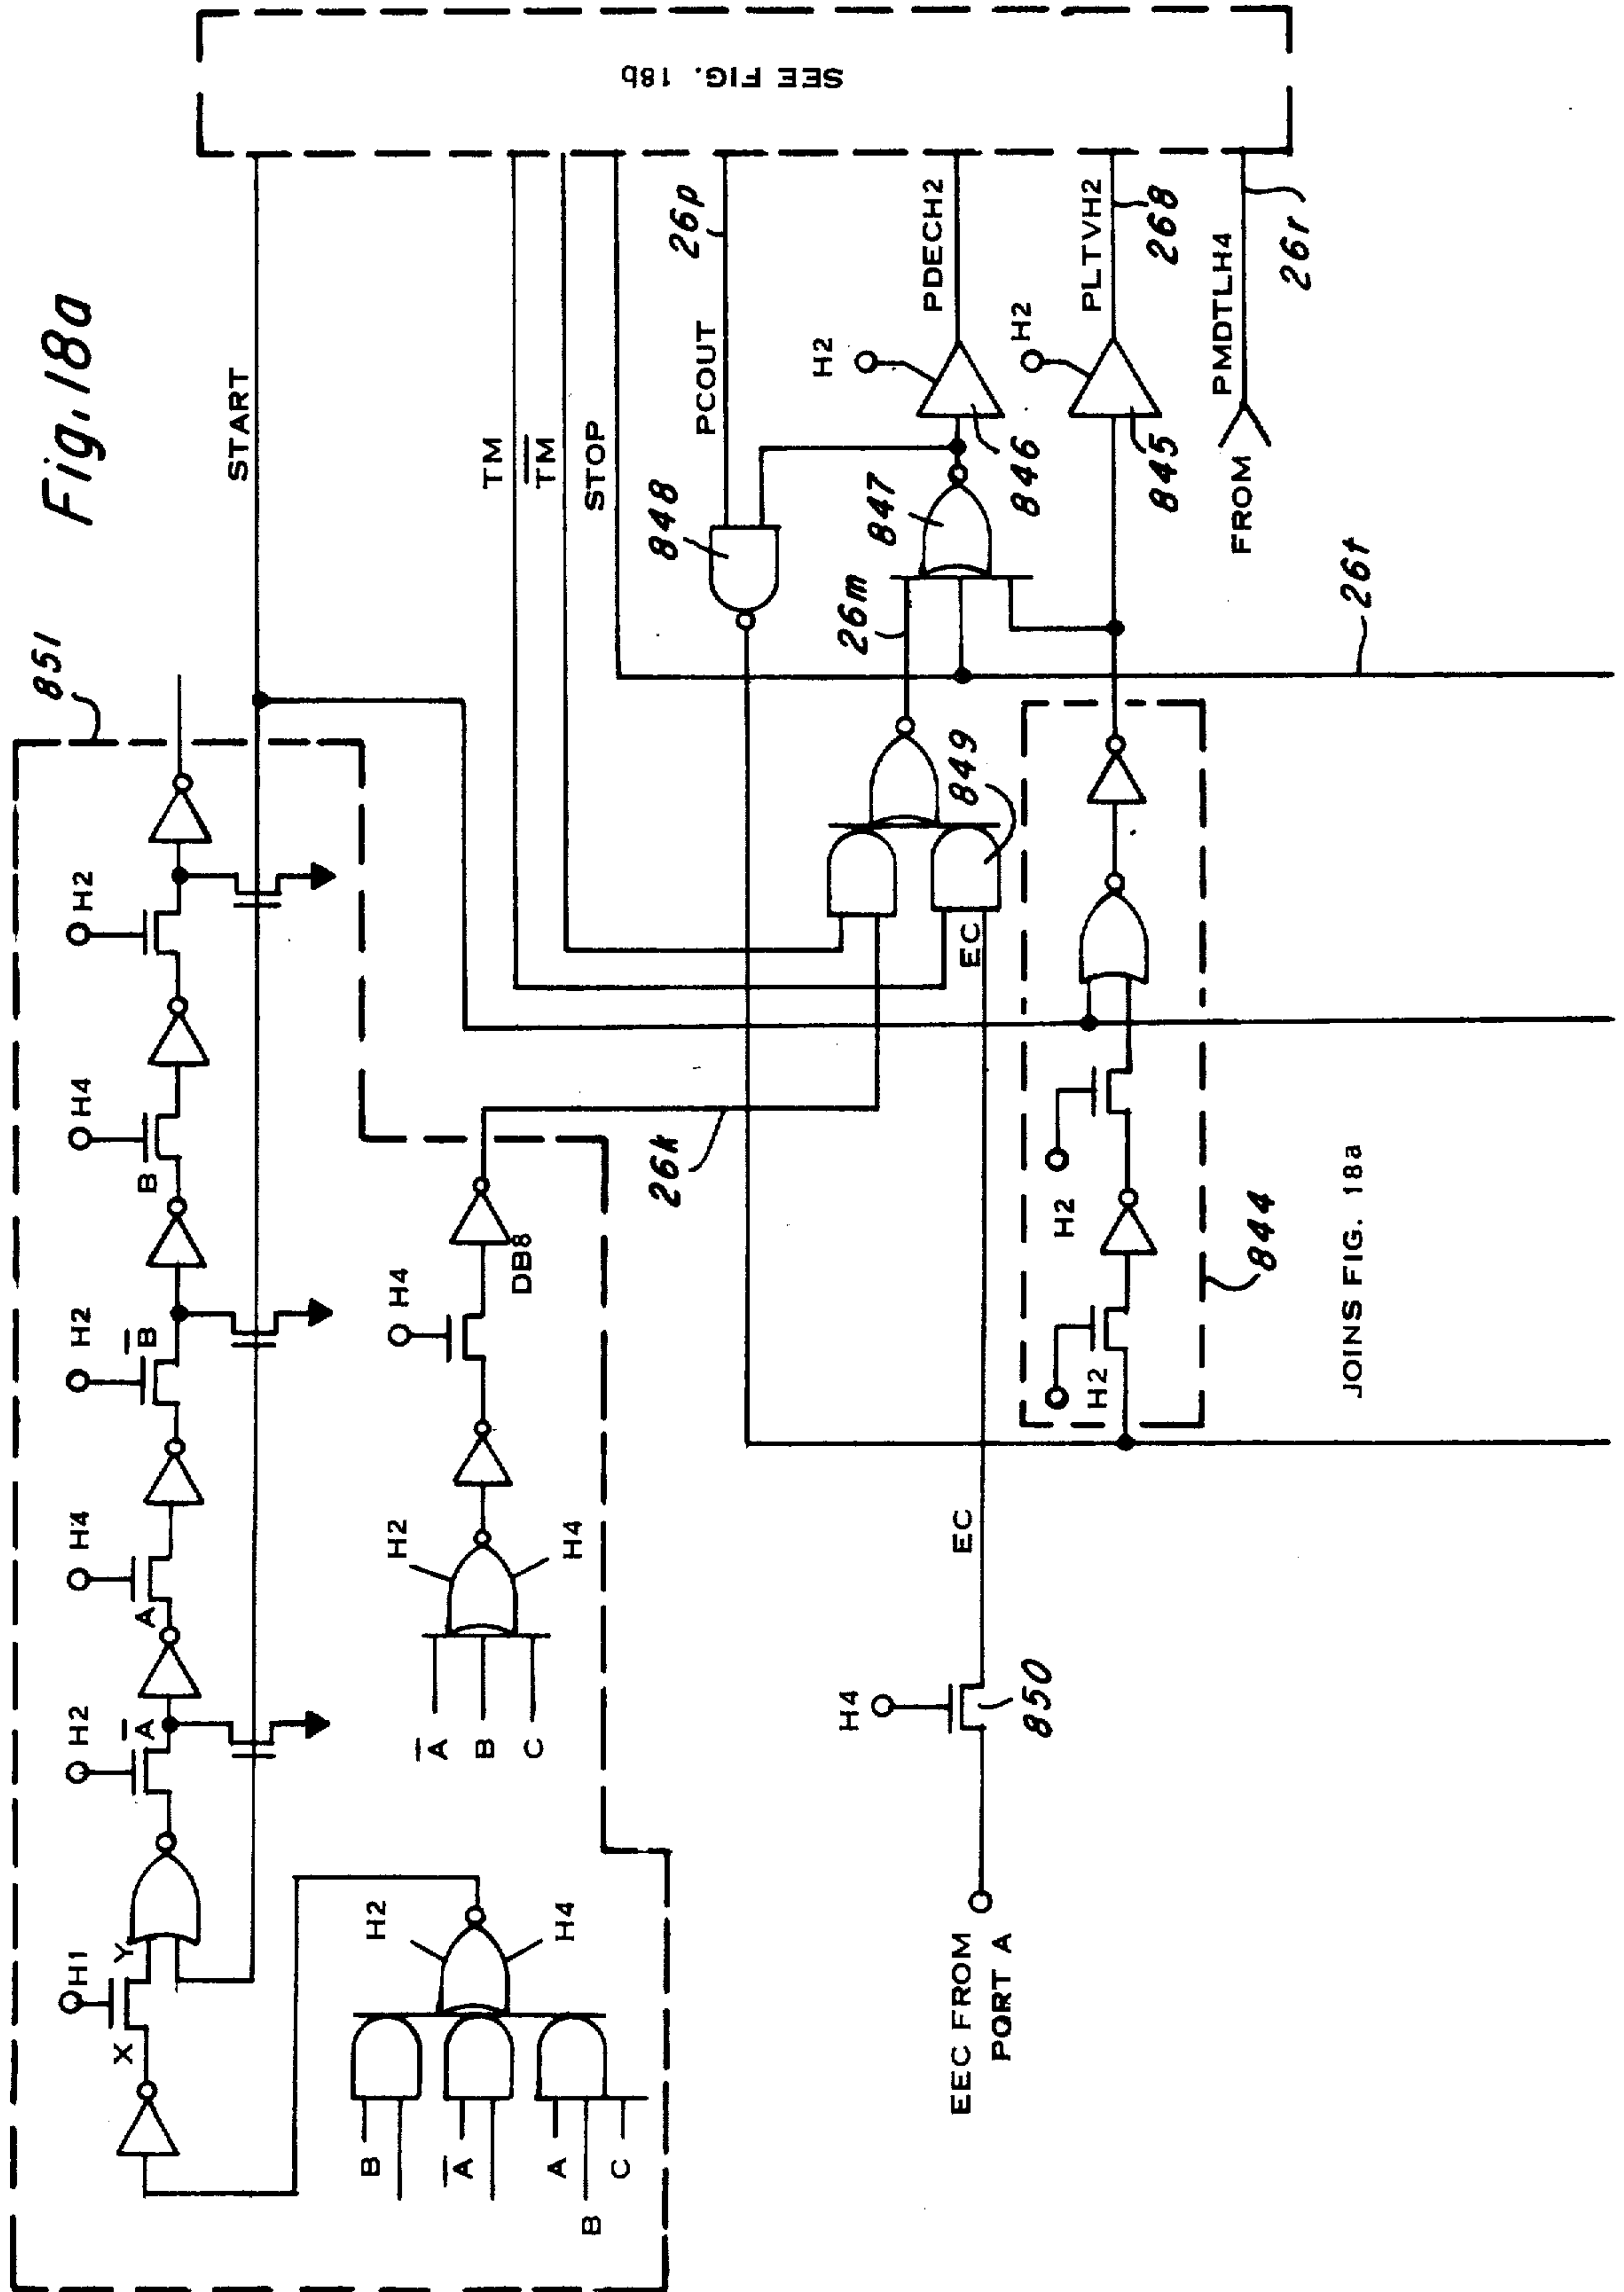 Fig. 18a
851
H1
H2
H4
H2
H4
H2
X
Y
A
A
B
B
START
TM
TM
STOP
SEE FIG. 18b
H2
H4
B
A
A
B
C
A
B
C
H2
H4
H4
DB8
26k
PCOUT
26p
848
26m
847
H2
846
PDECH2
H2
845
PLTVH2
268
PMDTLH4
FROM
26r
849
EC
EC
H4
850
EEC FROM
PORT A
H2
H2
844
26t
JOINS FIG. 18a